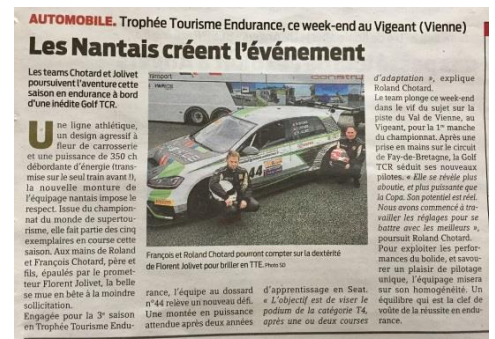 AUTOMOBILE. Trophée Tourisme Endurance, ce week-end au Vigeant (Vienne)
Les Nantais créent l'événement
Les teams Chotard et Jolivet
poursuivent l'aventure cette
saison en endurance à bord
d'une inédite Golf TCR.
Une ligne athlétique,
un design agressif à
fleur de carrosserie
et une puissance de 350 ch
débordante d'énergie (trans-
mise sur le seul train avant !),
la nouvelle monture de
l'équipage nantais impose le
respect. Issue du champion-
nat du monde de supertou-
risme, elle fait partie des cinq
exemplaires en course cette
saison. Aux mains de Roland
et François Chotard, père et
fils, épaulés par le promet-
teur Florent Jolivet, la belle
se mue en bête à la moindre
sollicitation.
Engagée pour la 3e saison
en Trophée Tourisme Endu-
44
François et Roland Chotard pourront compter sur la dextérité
de Florent Jolivet pour briller en TTE. Photo SD
rance, l'équipe au dossard
n°44 relève un nouveau défi.
Une montée en puissance
attendue après deux années
d'apprentissage en Seat.
« L'objectif est de viser le
podium de la catégorie T4,
après une ou deux courses
d'adaptation », explique
Roland Chotard.
Le team plonge ce week-end
dans le vif du sujet sur la
piste du Val de Vienne, au
Vigeant, pour la 1re manche
du championnat. Après une
prise en mains sur le circuit
de Fay-de-Bretagne, la Golf
TCR séduit ses nouveaux
pilotes. « Elle se révèle plus
aboutie, et plus puissante que
la Copa. Son potentiel est réel.
Nous avons commencé à tra-
vailler les réglages pour se
battre avec les meilleurs »,
poursuit Roland Chotard.
Pour exploiter les perfor-
mances du bolide, et savou-
rer un plaisir de pilotage
unique, l'équipage misera
sur son homogénéité. Un
équilibre qui est la clef de
voûte de la réussite en endu-
rance.